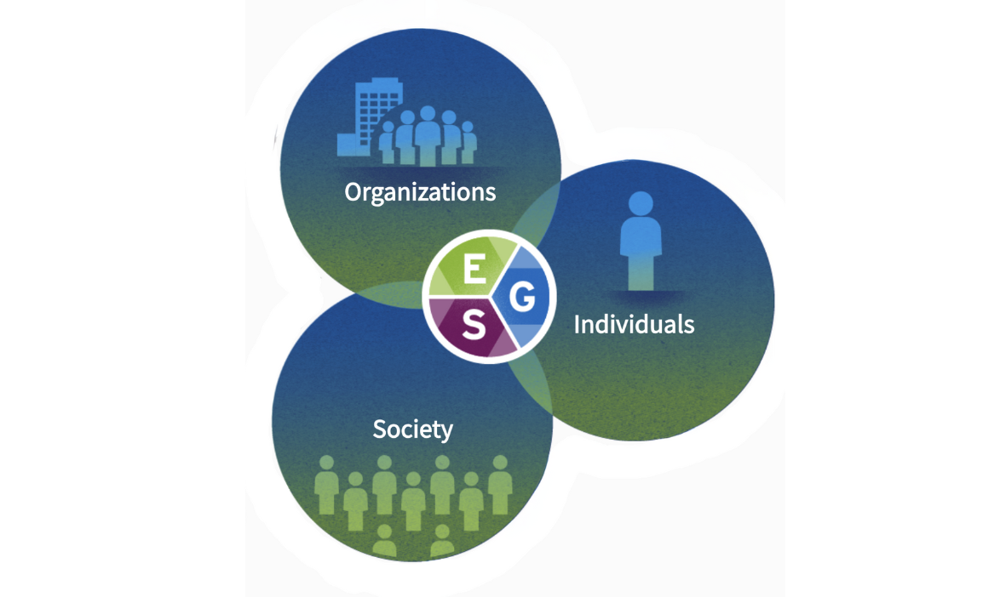 Organizations
Individuals
E
G
S
Society